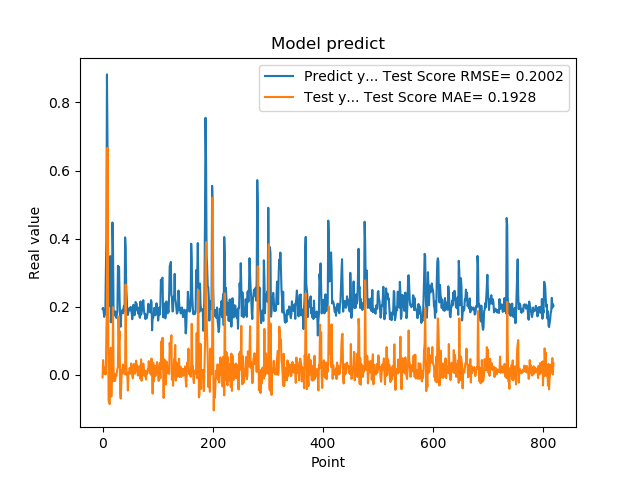 Model predict
Predict y... Test Score RMSE= 0.2002
Test y... Test Score MAE= 0.1928
Real value
0.8
0.6
0.4
0.2
0.0
0
200
400
600
800
Point